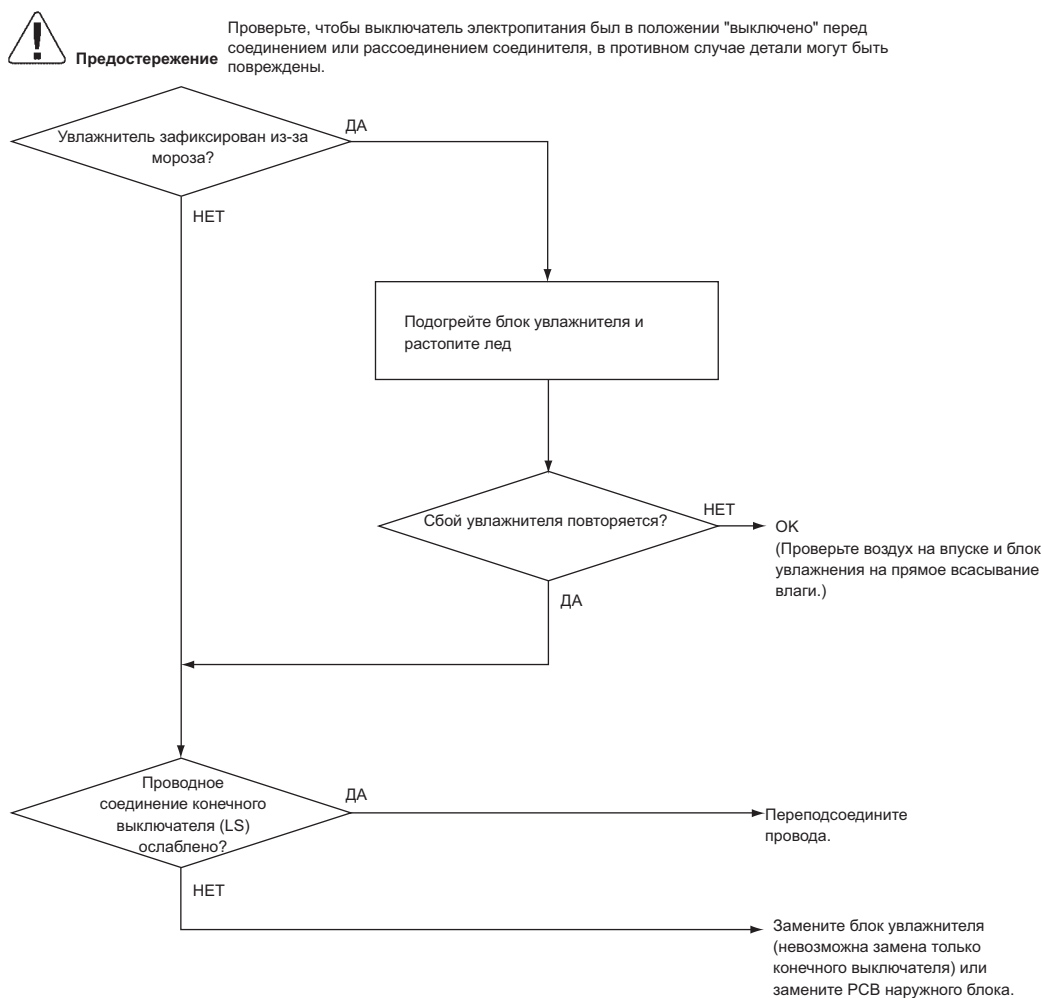 Проверьте, чтобы выключатель электропитания был в положении "выключено" перед
соединением или рассоединением соединителя, в противном случае детали могут быть
повреждены.
Предостережение
Увлажнитель зафиксирован из-за
мороза?
ДА
НЕТ
Подогрейте блок увлажнителя и
растопите лед
Сбой увлажнителя повторяется?
НЕТ
OK
(Проверьте воздух на впуске и блок
увлажнения на прямое всасывание
влаги.)
ДА
Проводное
соединение конечного
выключателя (LS)
ослаблено?
ДА
Переподсоедините
провода.
НЕТ
Замените блок увлажнителя
(невозможна замена только
конечного выключателя) или
замените PCB наружного блока.